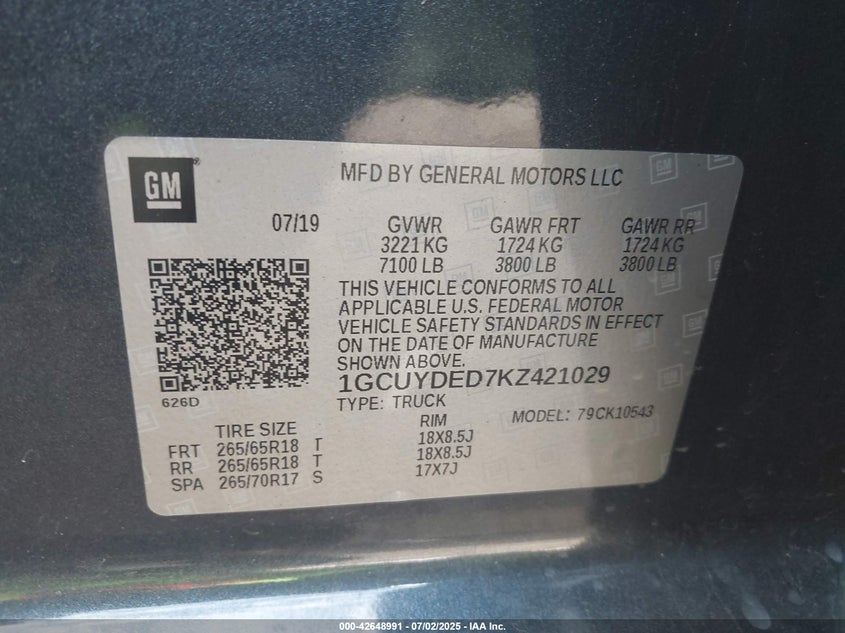 GM
MFD BY GENERAL MOTORS LLC
07/19 GVWR GAWR FRT GAWR RR
3221 KG 1724 KG 1724 KG
7100 LB 3800 LB 3800 LB
THIS VEHICLE CONFORMS TO ALL
APPLICABLE U.S. FEDERAL MOTOR
VEHICLE SAFETY STANDARDS IN EFFECT
ON THE DATE OF MANUFACTURE
SHOWN ABOVE.
1GCUYDED7KZ421029
626D
TYPE: TRUCK
MODEL: 79CK10543
TIRE SIZE RIM
FRT 265/65R18 T 18X8.5J
RR 265/65R18 T 18X8.5J
SPA 265/70R17 S 17X7J
000-42648991 - 07/02/2025 - IAA Inc.